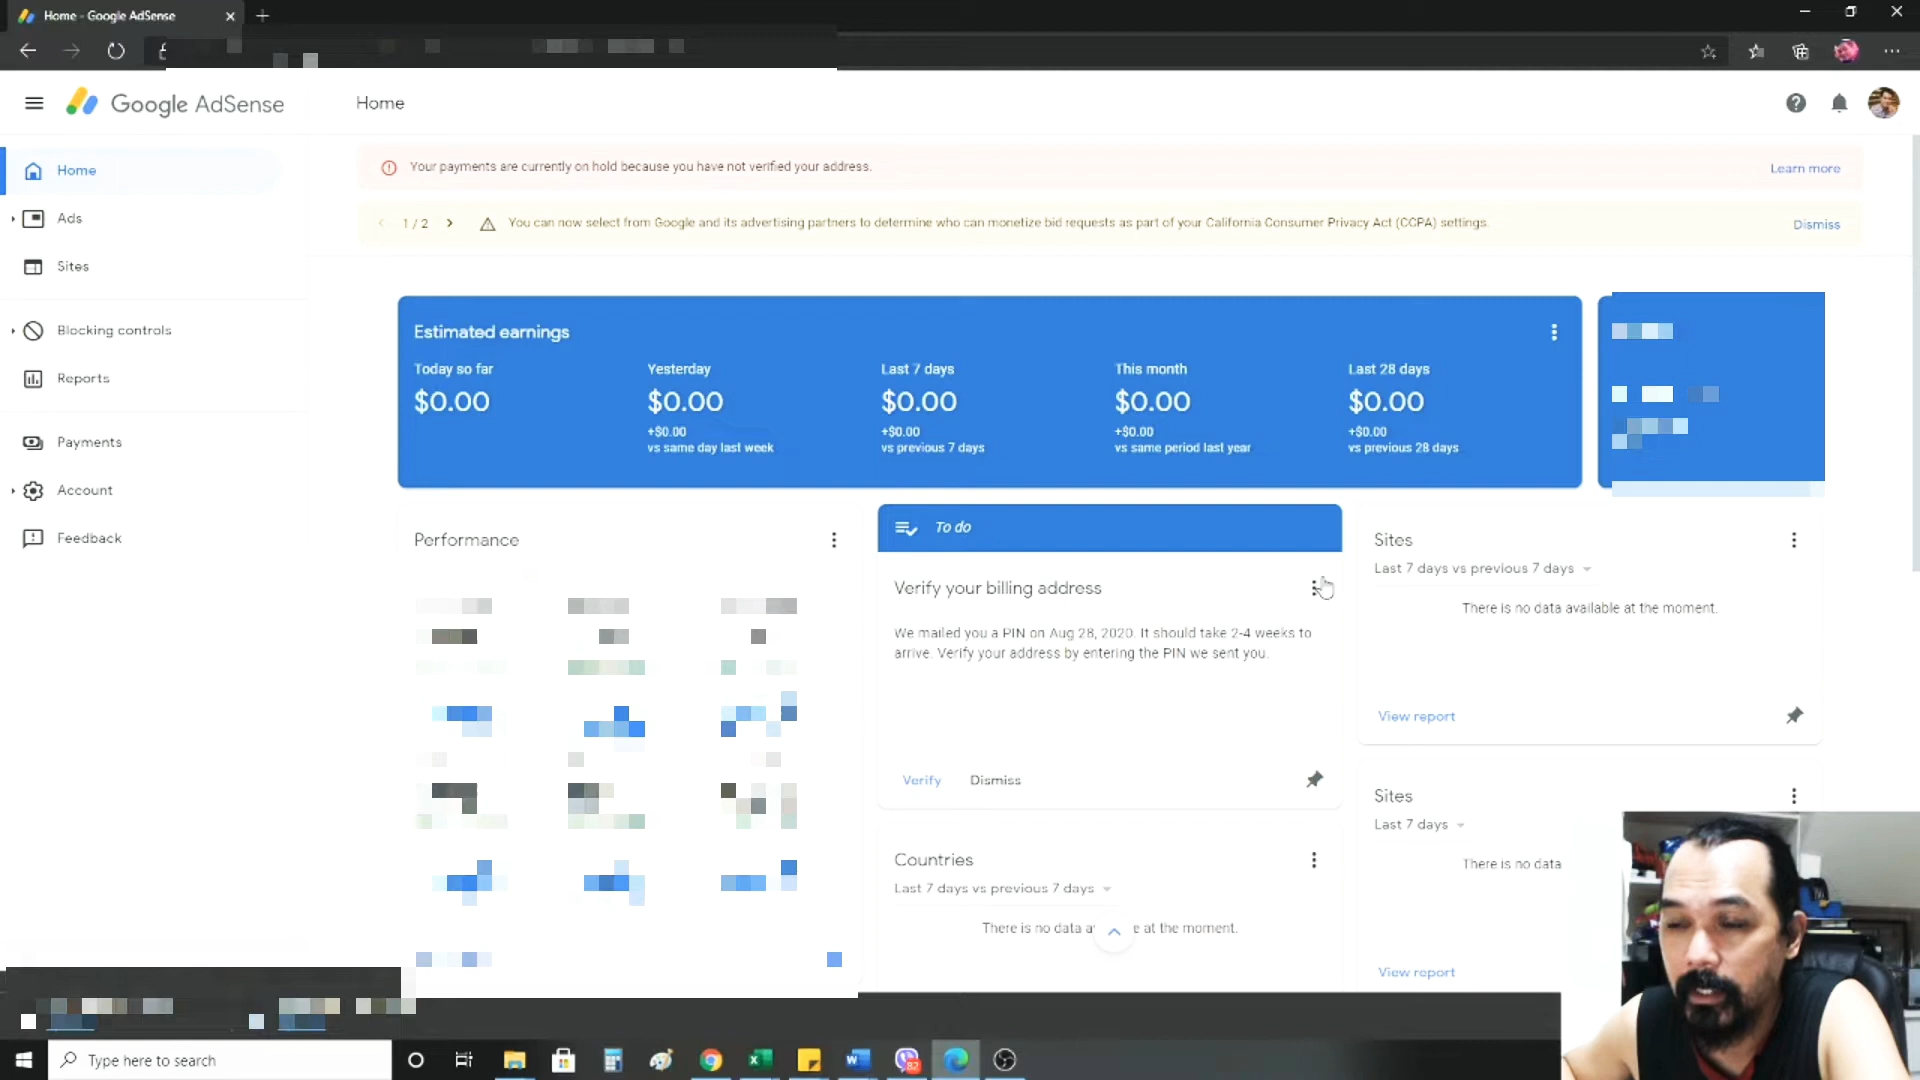 Home - Google AdSense
Google AdSense
Home
Home
Ads
Sites
Blocking controls
Reports
Payments
Account
Feedback
Your payments are currently on hold because you have not verified your address.
Learn more
1 / 2
You can now select from Google and its advertising partners to determine who can monetize bid requests as part of your California Consumer Privacy Act (CCPA) settings.
Dismiss
Estimated earnings
Today so far
$0.00
Yesterday
$0.00
+$0.00
vs same day last week
Last 7 days
$0.00
+$0.00
vs previous 7 days
This month
$0.00
+$0.00
vs same period last year
Last 28 days
$0.00
+$0.00
vs previous 28 days
Performance
To do
Verify your billing address
We mailed you a PIN on Aug 28, 2020. It should take 2-4 weeks to
arrive. Verify your address by entering the PIN we sent you.
Verify
Dismiss
Countries
Last 7 days vs previous 7 days
There is no data a e at the moment.
Sites
Last 7 days vs previous 7 days
There is no data available at the moment.
View report
Sites
Last 7 days
There is no data
View report
Type here to search
82